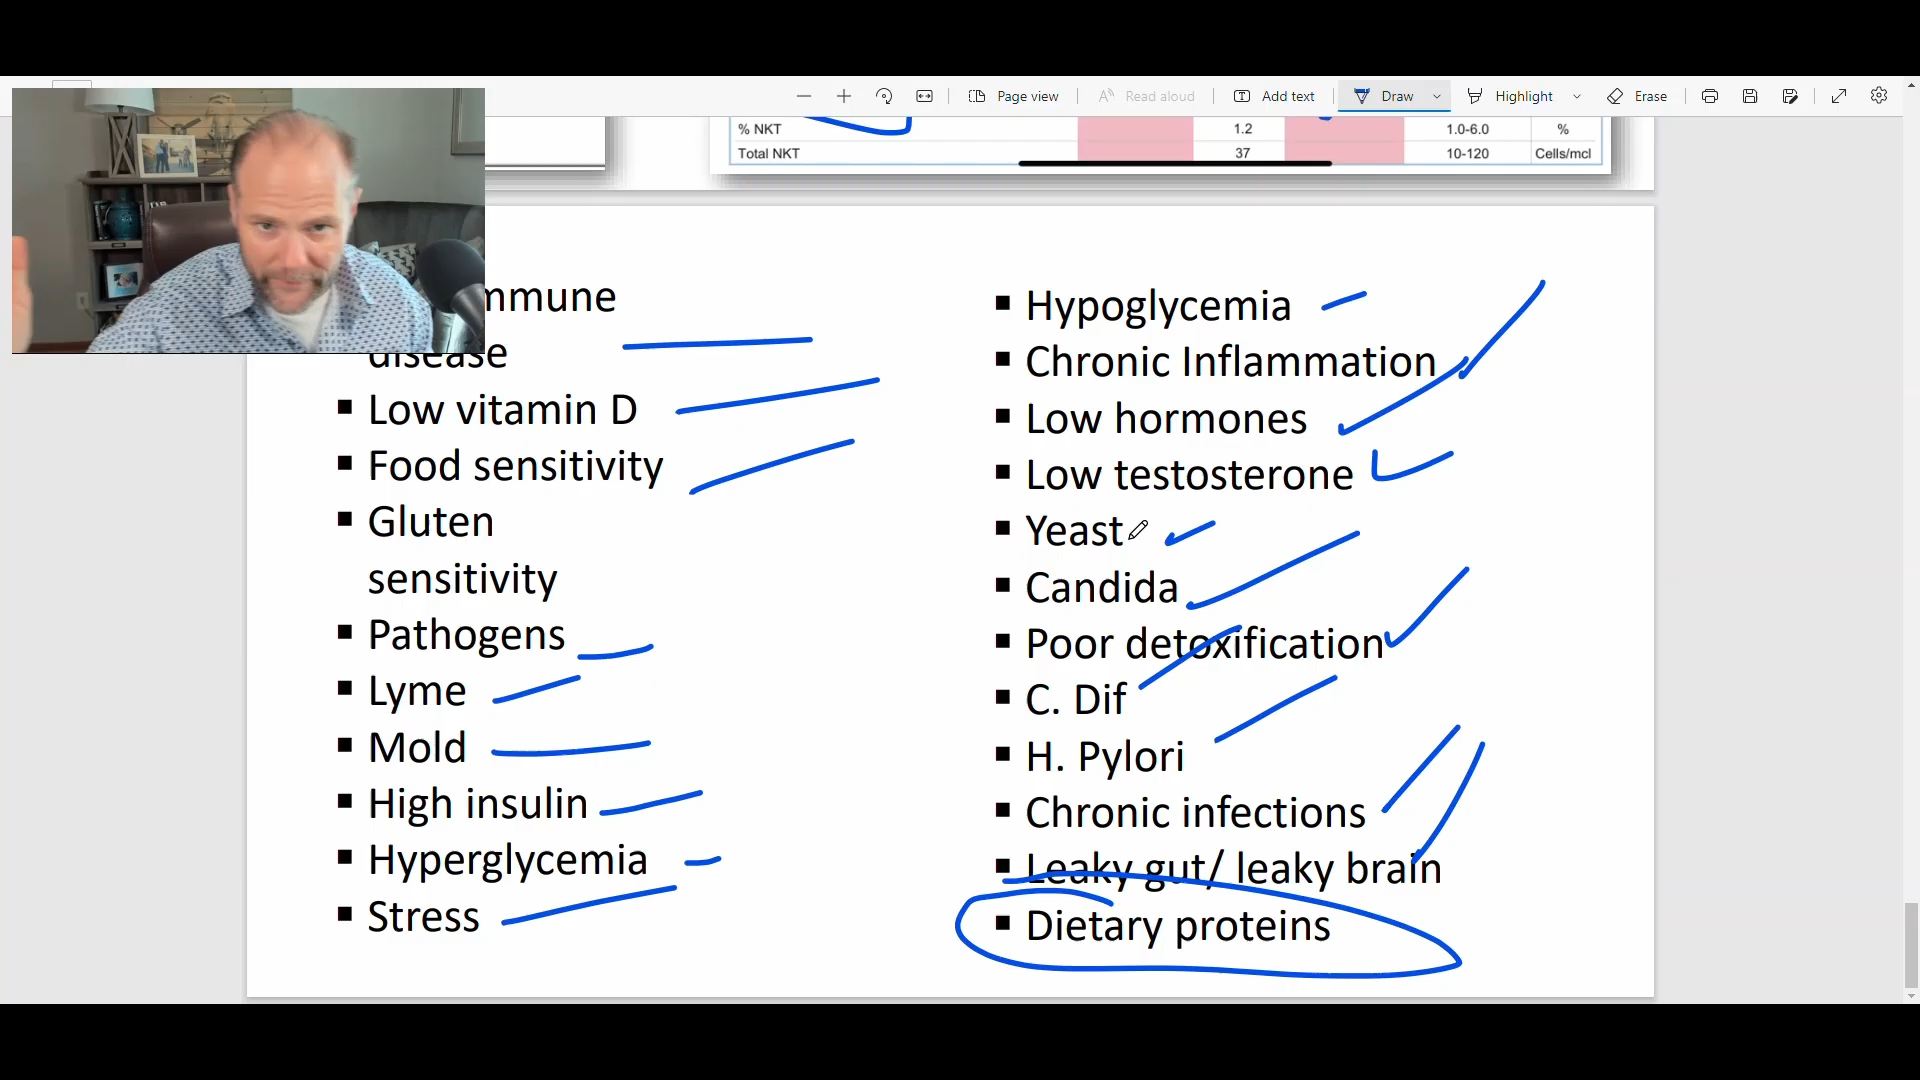 Page view
Read aloud
Add text
Draw
Highlight
Erase
% NKT 1.2 1.0-6.0 %
Total NKT 37 10-120 Cells/mcl
mmune
disease
Low vitamin D
Food sensitivity
Gluten
sensitivity
Pathogens
Lyme
Mold
High insulin
Hyperglycemia
Stress
Hypoglycemia
Chronic Inflammation
Low hormones
Low testosterone
Yeast
Candida
Poor detoxification
C. Dif
H. Pylori
Chronic infections
Leaky gut/ leaky brain
Dietary proteins